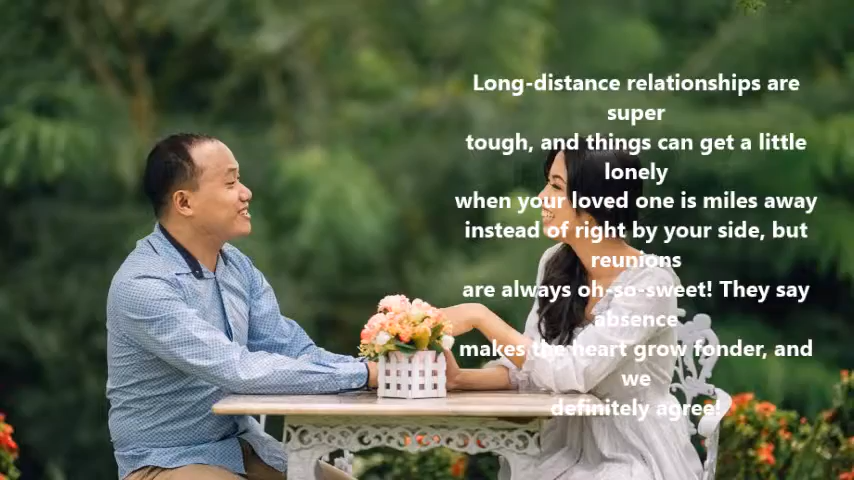 Long-distance relationships are
super
tough, and things can get a little
lonely
when your loved one is miles away
instead of right by your side, but
reunions
are always oh-so-sweet! They say
absence
makes the heart grow fonder, and
we
definitely agree!